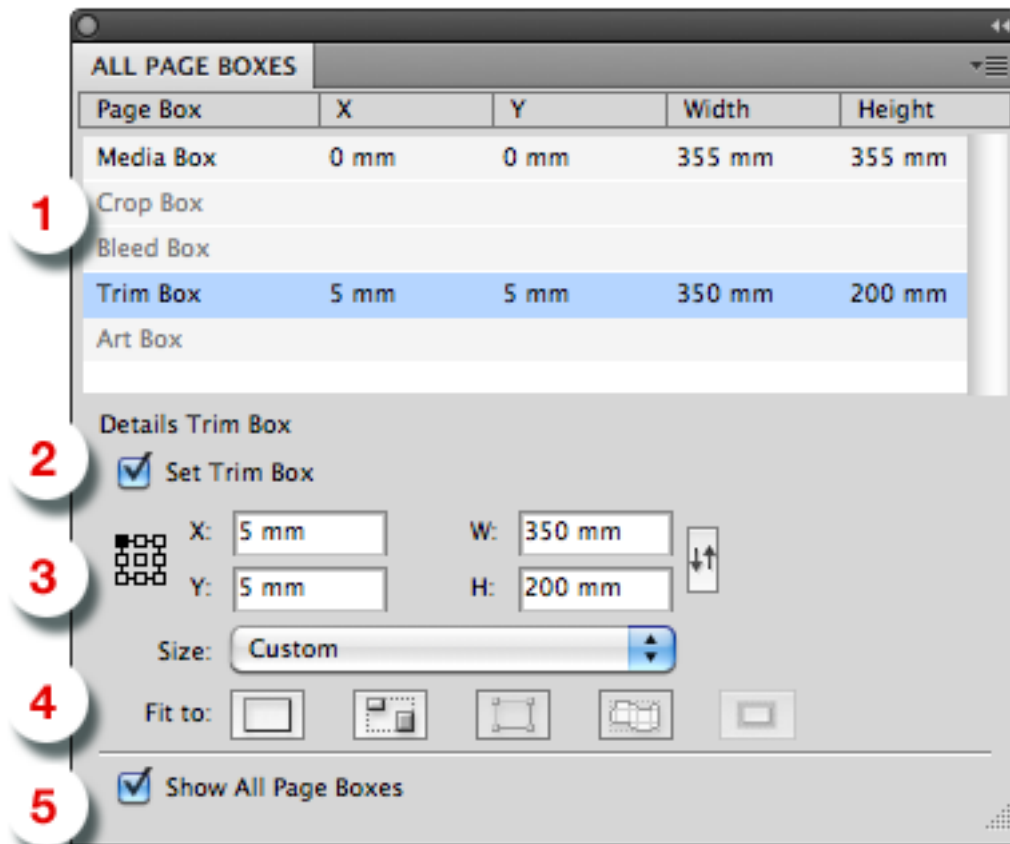 ALL PAGE BOXES
Page Box X Y Width Height
Media Box 0 mm 0 mm 355 mm 355 mm
1
Crop Box
Bleed Box
Trim Box 5 mm 5 mm 350 mm 200 mm
Art Box
Details Trim Box
2
Set Trim Box
X: 5 mm W: 350 mm
3
Y: 5 mm H: 200 mm
Size: Custom
4
Fit to:
Show All Page Boxes
5